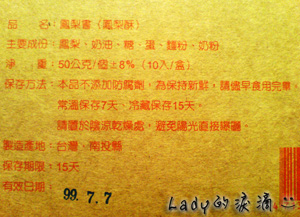 品 名：鳳梨書（鳳梨酥）
主要成份：鳳梨、奶油、糖、蛋、麵粉、奶粉
淨 重：50公克/個±8％（10入/盒）
保存方法：本品不添加防腐劑，為保持新鮮，請儘早食用完畢，
常溫保存7天、冷藏保存15天。
請置於陰涼乾燥處，避免陽光直接曝曬。
製造產地：台灣、南投縣
保存期限：15天
有效日期
99.7.7
Lady的淚滴